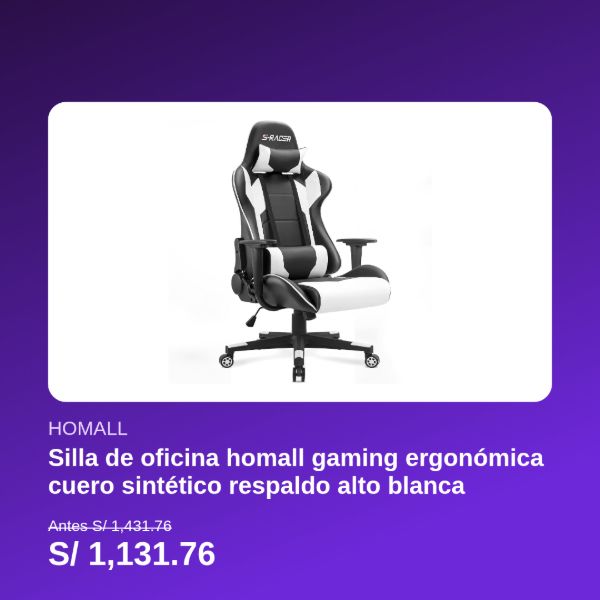 S-RACER
HOMALL
Silla de oficina homall gaming ergonómica
cuero sintético respaldo alto blanca
Antes S/ 1,431.76
S/ 1,131.76